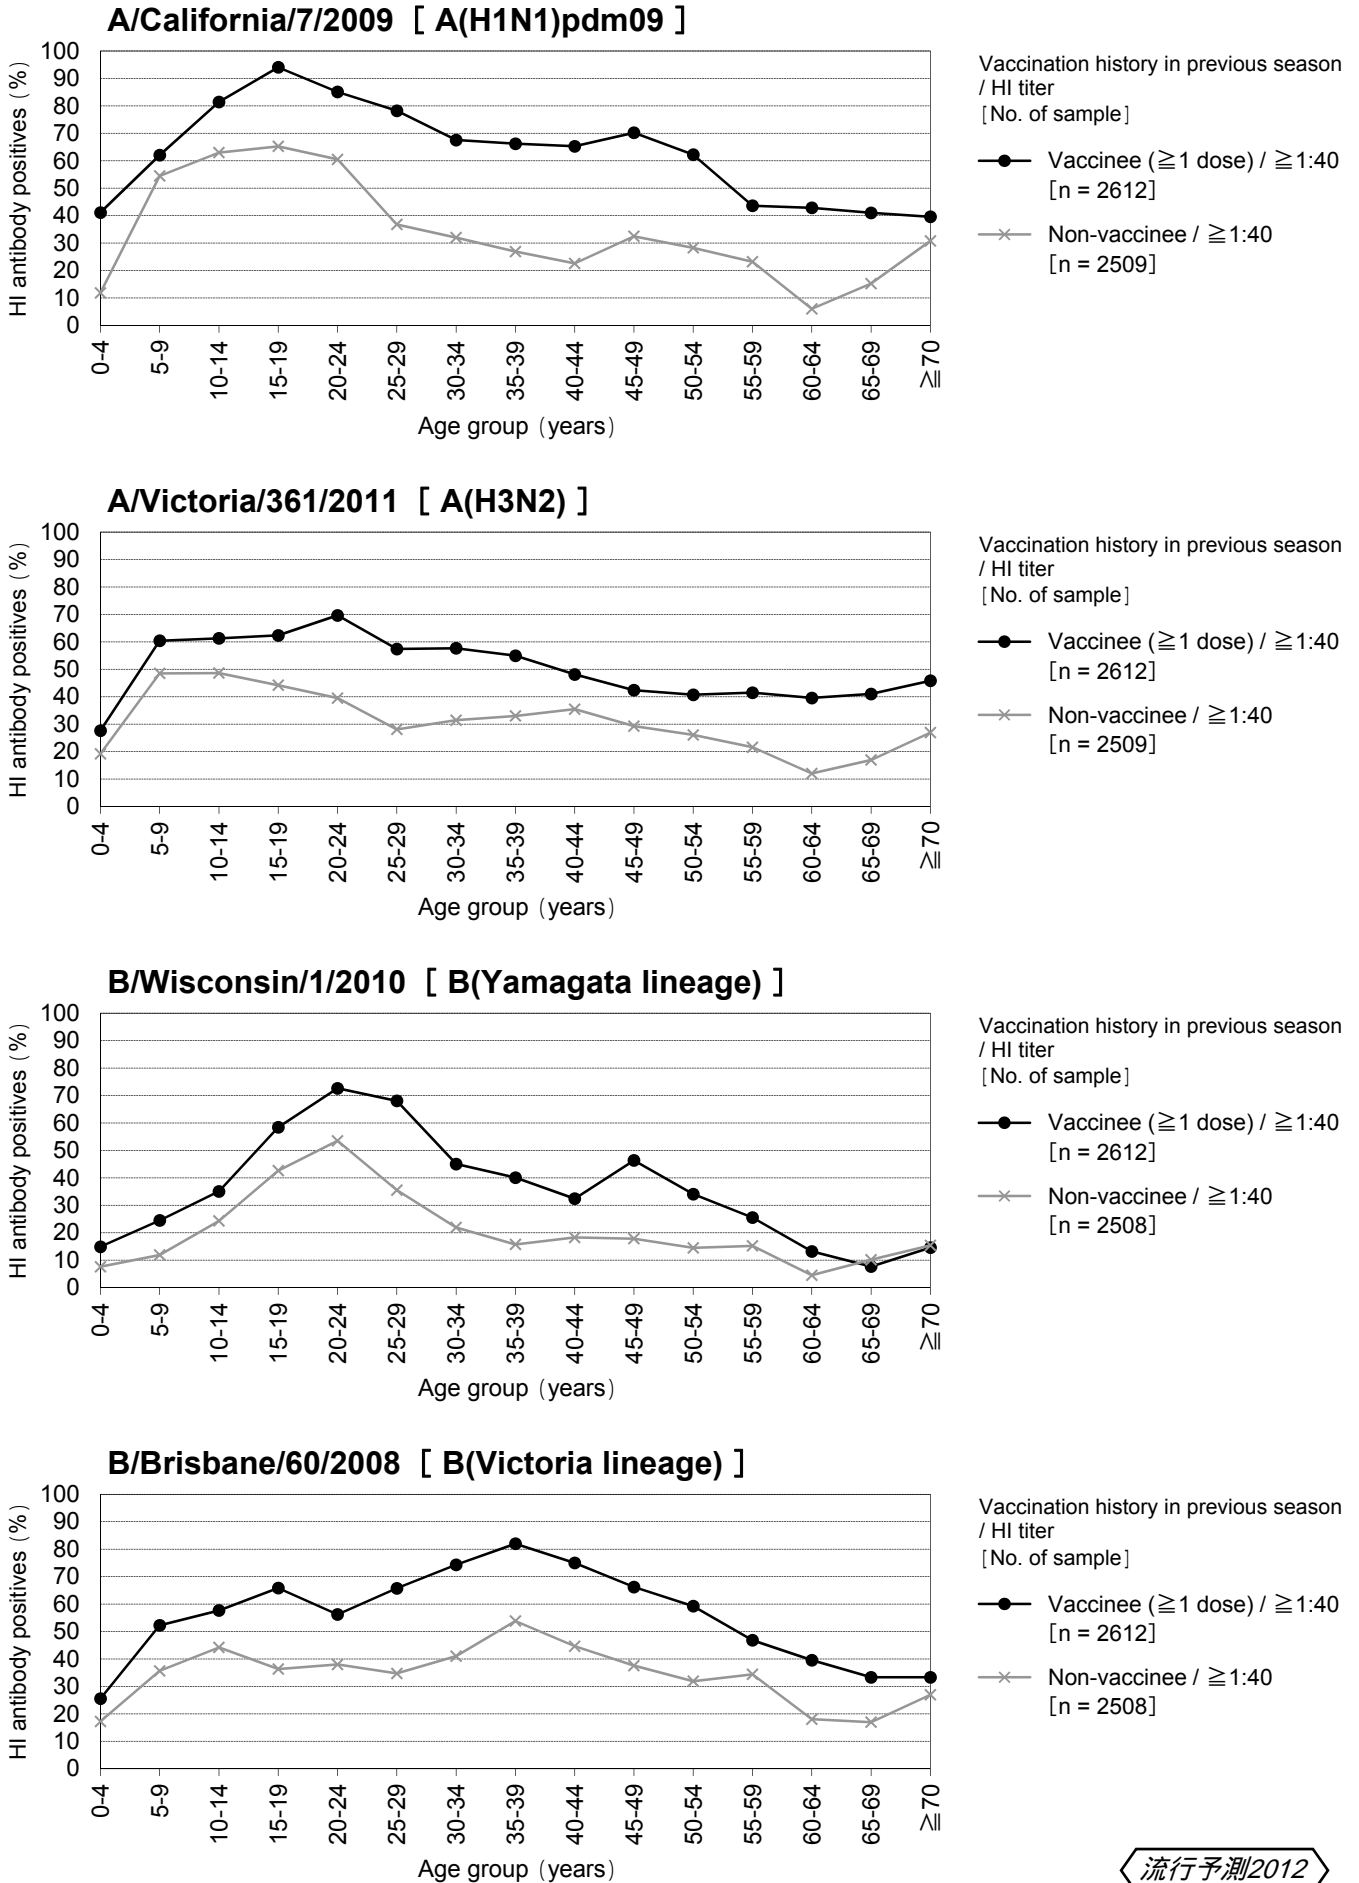 A/California/7/2009［ A(H1N1)pdm09 ］
HI antibody positives（%）
100
90
80
70
60
50
40
30
20
10
0
0-4
5-9
10-14
15-19
20-24
25-29
30-34
35-39
40-44
45-49
50-54
55-59
60-64
65-69
≧70
Age group（years）
Vaccination history in previous season
/ HI titer
［No. of sample］
Vaccinee (≧1 dose) / ≧1:40
［n = 2612］
Non-vaccinee / ≧1:40
［n = 2509］
A/Victoria/361/2011［ A(H3N2) ］
HI antibody positives（%）
100
90
80
70
60
50
40
30
20
10
0
0-4
5-9
10-14
15-19
20-24
25-29
30-34
35-39
40-44
45-49
50-54
55-59
60-64
65-69
≧70
Age group（years）
Vaccination history in previous season
/ HI titer
［No. of sample］
Vaccinee (≧1 dose) / ≧1:40
［n = 2612］
Non-vaccinee / ≧1:40
［n = 2509］
B/Wisconsin/1/2010［ B(Yamagata lineage) ］
HI antibody positives（%）
100
90
80
70
60
50
40
30
20
10
0
0-4
5-9
10-14
15-19
20-24
25-29
30-34
35-39
40-44
45-49
50-54
55-59
60-64
65-69
≧70
Age group（years）
Vaccination history in previous season
/ HI titer
［No. of sample］
Vaccinee (≧1 dose) / ≧1:40
［n = 2612］
Non-vaccinee / ≧1:40
［n = 2508］
B/Brisbane/60/2008［ B(Victoria lineage) ］
HI antibody positives（%）
100
90
80
70
60
50
40
30
20
10
0
0-4
5-9
10-14
15-19
20-24
25-29
30-34
35-39
40-44
45-49
50-54
55-59
60-64
65-69
≧70
Age group（years）
Vaccination history in previous season
/ HI titer
［No. of sample］
Vaccinee (≧1 dose) / ≧1:40
［n = 2612］
Non-vaccinee / ≧1:40
［n = 2508］
流行予測2012